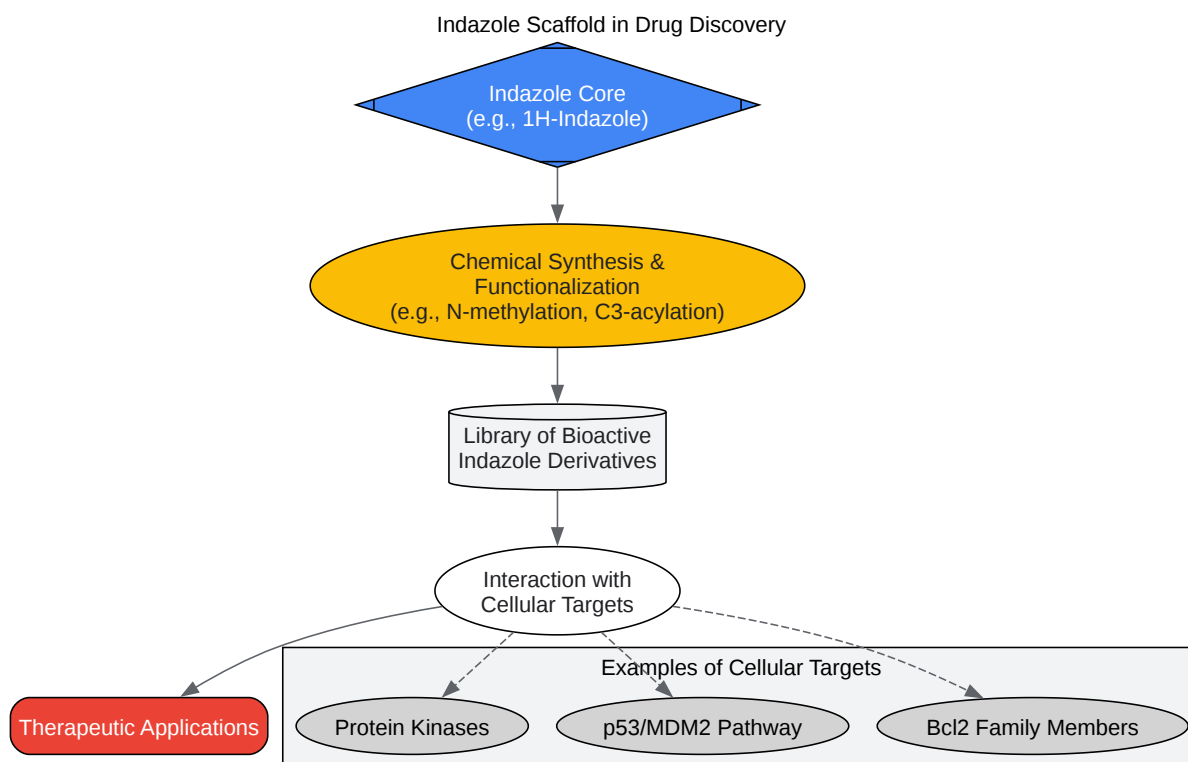 Indazole Scaffold in Drug Discovery
Indazole Core
(e.g., 1H-Indazole)
Chemical Synthesis &
Functionalization
(e.g., N-methylation, C3-acylation)
Library of Bioactive
Indazole Derivatives
Interaction with
Cellular Targets
Examples of Cellular Targets
Therapeutic Applications
Protein Kinases
p53/MDM2 Pathway
Bcl2 Family Members